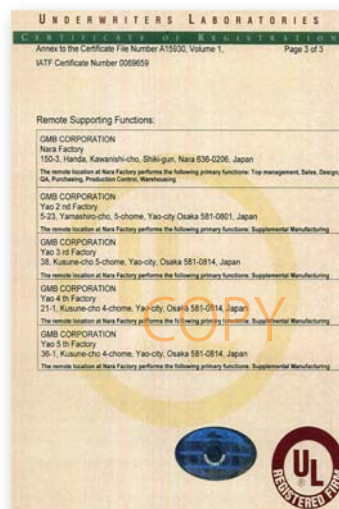 UNDERWRITERS LABORATORIES
CERTIFICATE OF REGISTRATION
Annex to the Certificate File Number A15930, Volume 1, Page 3 of 3
IATF Certificate Number 0069659
Remote Supporting Functions:
GMB CORPORATION
Nara Factory
150-3, Handa, Kawanishi-cho, Shiki-gun, Nara 636-0206, Japan
The remote location at Nara Factory performs the following primary functions: Top management, Sales, Design,
QA, Purchasing, Production Control, Warehousing
GMB CORPORATION
Yao 2 nd Factory
5-23, Yamashiro-cho, 5-chome, Yao-city Osaka 581-0801, Japan
The remote location at Nara Factory performs the following primary functions: Supplemental Manufacturing
GMB CORPORATION
Yao 3 rd Factory
38, Kusune-cho 5-chome, Yao-city, Osaka 581-0814, Japan
The remote location at Nara Factory performs the following primary functions: Supplemental Manufacturing
GMB CORPORATION
Yao 4 th Factory
21-1, Kusune-cho 4-chome, Yao-city, Osaka 581-0814, Japan
The remote location at Nara Factory performs the following primary functions: Supplemental Manufacturing
GMB CORPORATION
Yao 5 th Factory
36-1, Kusune-cho 4-chome, Yao-city, Osaka 581-0814, Japan
The remote location at Nara Factory performs the following primary functions: Supplemental Manufacturing
COPY
UL
®
REGISTERED FIRM